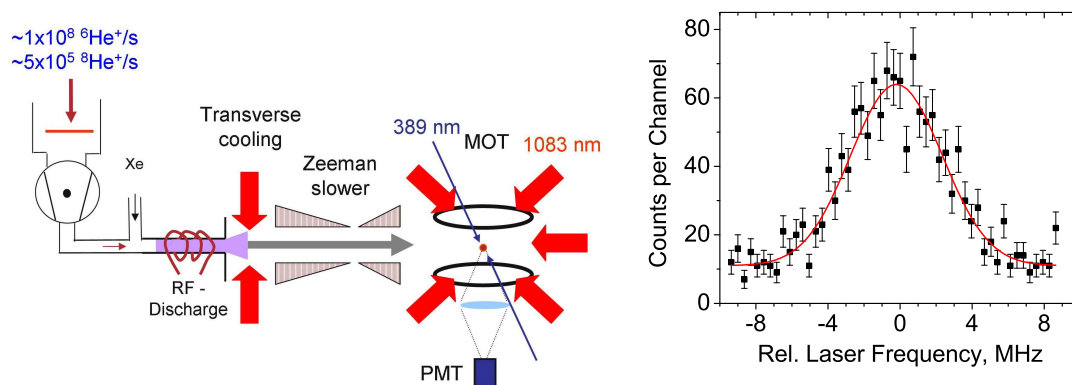 ~1x10⁸ ⁶He⁺/s
~5x10⁵ ⁸He⁺/s
Xe
RF -
Discharge
Transverse
cooling
Zeeman
slower
389 nm
MOT
1083 nm
PMT
80
60
40
20
0
Counts per Channel
-8
-4
0
4
8
Rel. Laser Frequency, MHz